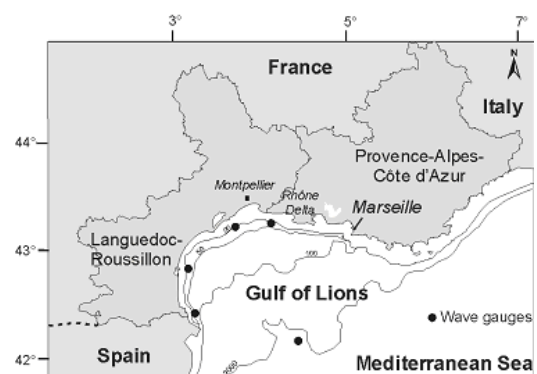 3°
5°
7°
N
France
Italy
44°
Provence-Alpes-
Côte d'Azur
Montpellier
Rhône
Delta
Marseille
Languedoc-
Roussillon
43°
100
Gulf of Lions
Wave gauges
42°
Spain
Mediterranean Sea